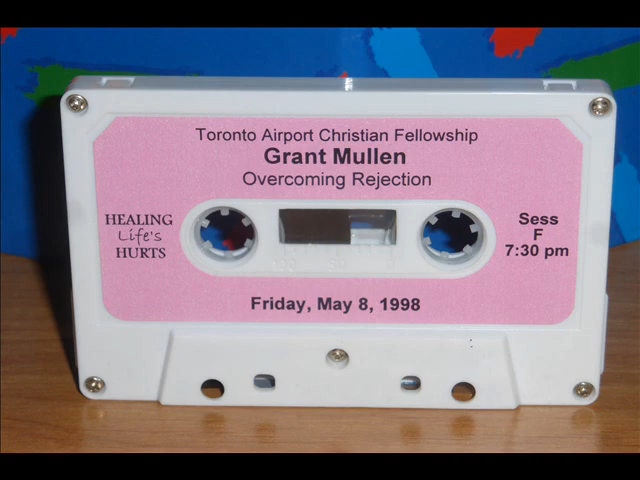 Toronto Airport Christian Fellowship
Grant Mullen
Overcoming Rejection
HEALING
Life's
HURTS
Sess
F
7:30 pm
Friday, May 8, 1998